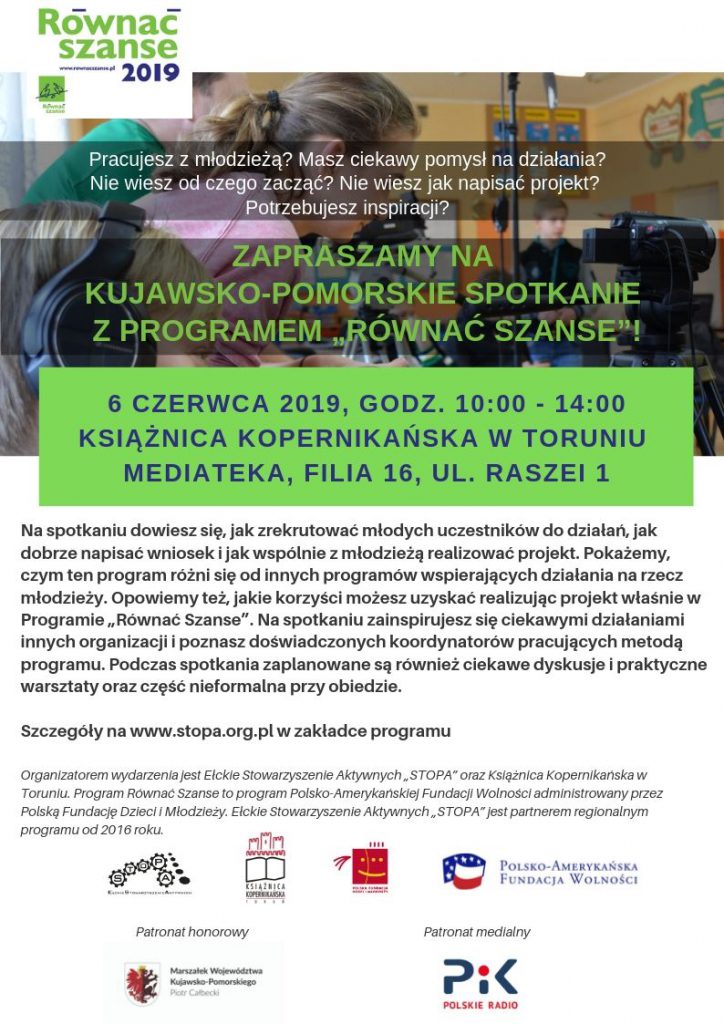 Równać
szanse
www.rownacszanse.pl
2019
Równać
Szanse
Pracujesz z młodzieżą? Masz ciekawy pomysł na działania?
Nie wiesz od czego zacząć? Nie wiesz jak napisać projekt?
Potrzebujesz inspiracji?
ZAPRASZAMY NA
KUJAWSKO-POMORSKIE SPOTKANIE
Z PROGRAMEM „RÓWNAĆ SZANSE”!
6 CZERWCA 2019, GODZ. 10:00 - 14:00
KSIĄŻNICA KOPERNIKAŃSKA W TORUNIU
MEDIATEKA, FILIA 16, UL. RASZEI 1
Na spotkaniu dowiesz się, jak zrekrutować młodych uczestników do działań, jak
dobrze napisać wniosek i jak wspólnie z młodzieżą realizować projekt. Pokażemy,
czym ten program różni się od innych programów wspierających działania na rzecz
młodzieży. Opowiemy też, jakie korzyści możesz uzyskać realizując projekt właśnie w
Programie „Równać Szanse”. Na spotkaniu zainspirujesz się ciekawymi działaniami
innych organizacji i poznasz doświadczonych koordynatorów pracujących metodą
programu. Podczas spotkania zaplanowane są również ciekawe dyskusje i praktyczne
warsztaty oraz część nieformalna przy obiedzie.
Szczegóły na www.stopa.org.pl w zakładce programu
Organizatorem wydarzenia jest Ełckie Stowarzyszenie Aktywnych „STOPA” oraz Książnica Kopernikańska w
Toruniu. Program Równać Szanse to program Polsko-Amerykańskiej Fundacji Wolności administrowany przez
Polską Fundację Dzieci i Młodzieży. Ełckie Stowarzyszenie Aktywnych „STOPA” jest partnerem regionalnym
programu od 2016 roku.
STOPA
Ełckie Stowarzyszenie Aktywnych
KSIĄŻNICA
KOPERNIKAŃSKA
TORUŃ
POLSKA FUNDACJA
DZIECI I MŁODZIEŻY
POLSKO-AMERYKAŃSKA
FUNDACJA WOLNOŚCI
Patronat honorowy
Patronat medialny
Marszałek Województwa
Kujawsko-Pomorskiego
Piotr Całbecki
PiK
POLSKIE RADIO